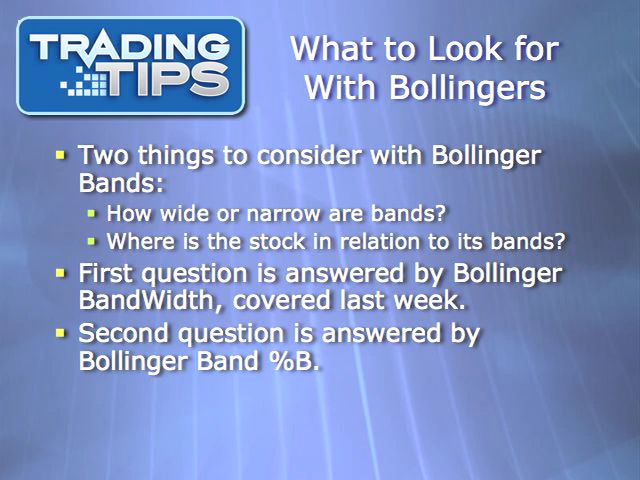 TRADING
TIPS
What to Look for
With Bollingers
Two things to consider with Bollinger
Bands:
How wide or narrow are bands?
Where is the stock in relation to its bands?
First question is answered by Bollinger
BandWidth, covered last week.
Second question is answered by
Bollinger Band %B.